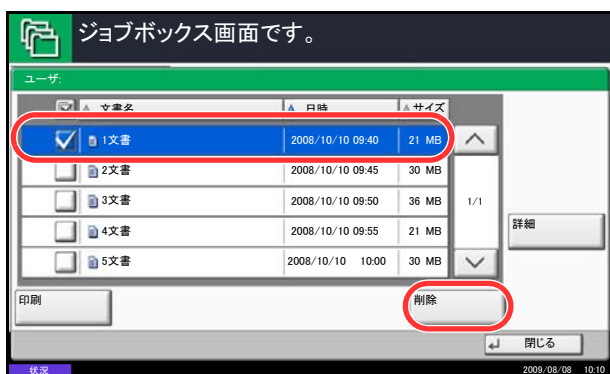 ジョブボックス画面です。
ユーザ:
文書名 日時 サイズ
1文書 2008/10/10 09:40 21 MB
2文書 2008/10/10 09:45 30 MB
3文書 2008/10/10 09:50 36 MB
1/1
4文書 2008/10/10 09:55 21 MB
詳細
5文書 2008/10/10 10:00 30 MB
印刷 削除
閉じる
状況 2009/08/08 10:10